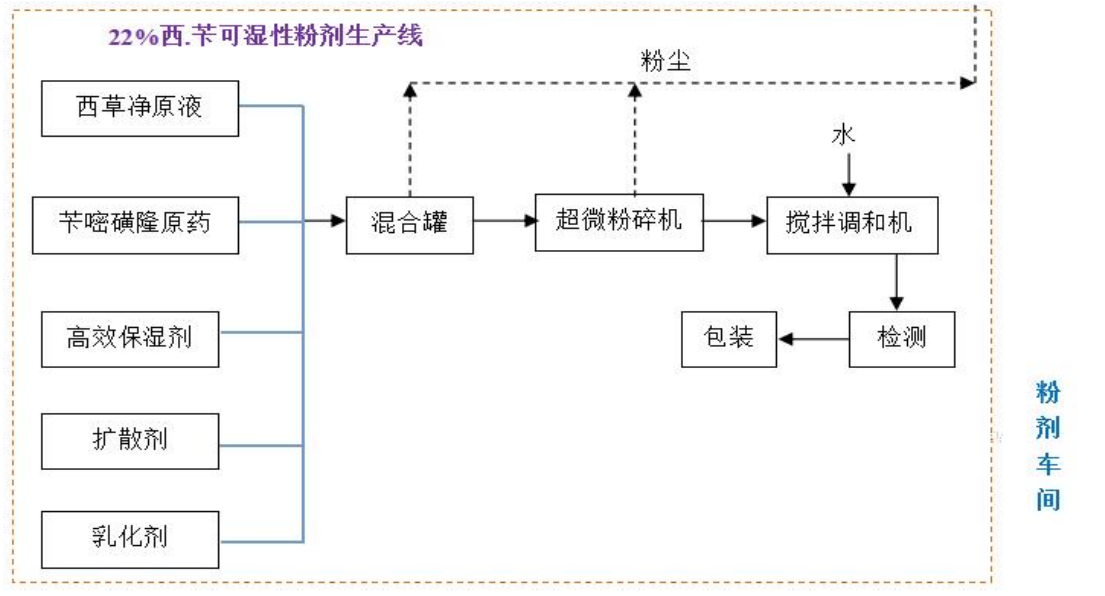 22%西.苄可湿性粉剂生产线
粉尘
西草净原液
水
苄嘧磺隆原药
混合罐
超微粉碎机
搅拌调和机
高效保湿剂
包装
检测
扩散剂
乳化剂
粉剂车间